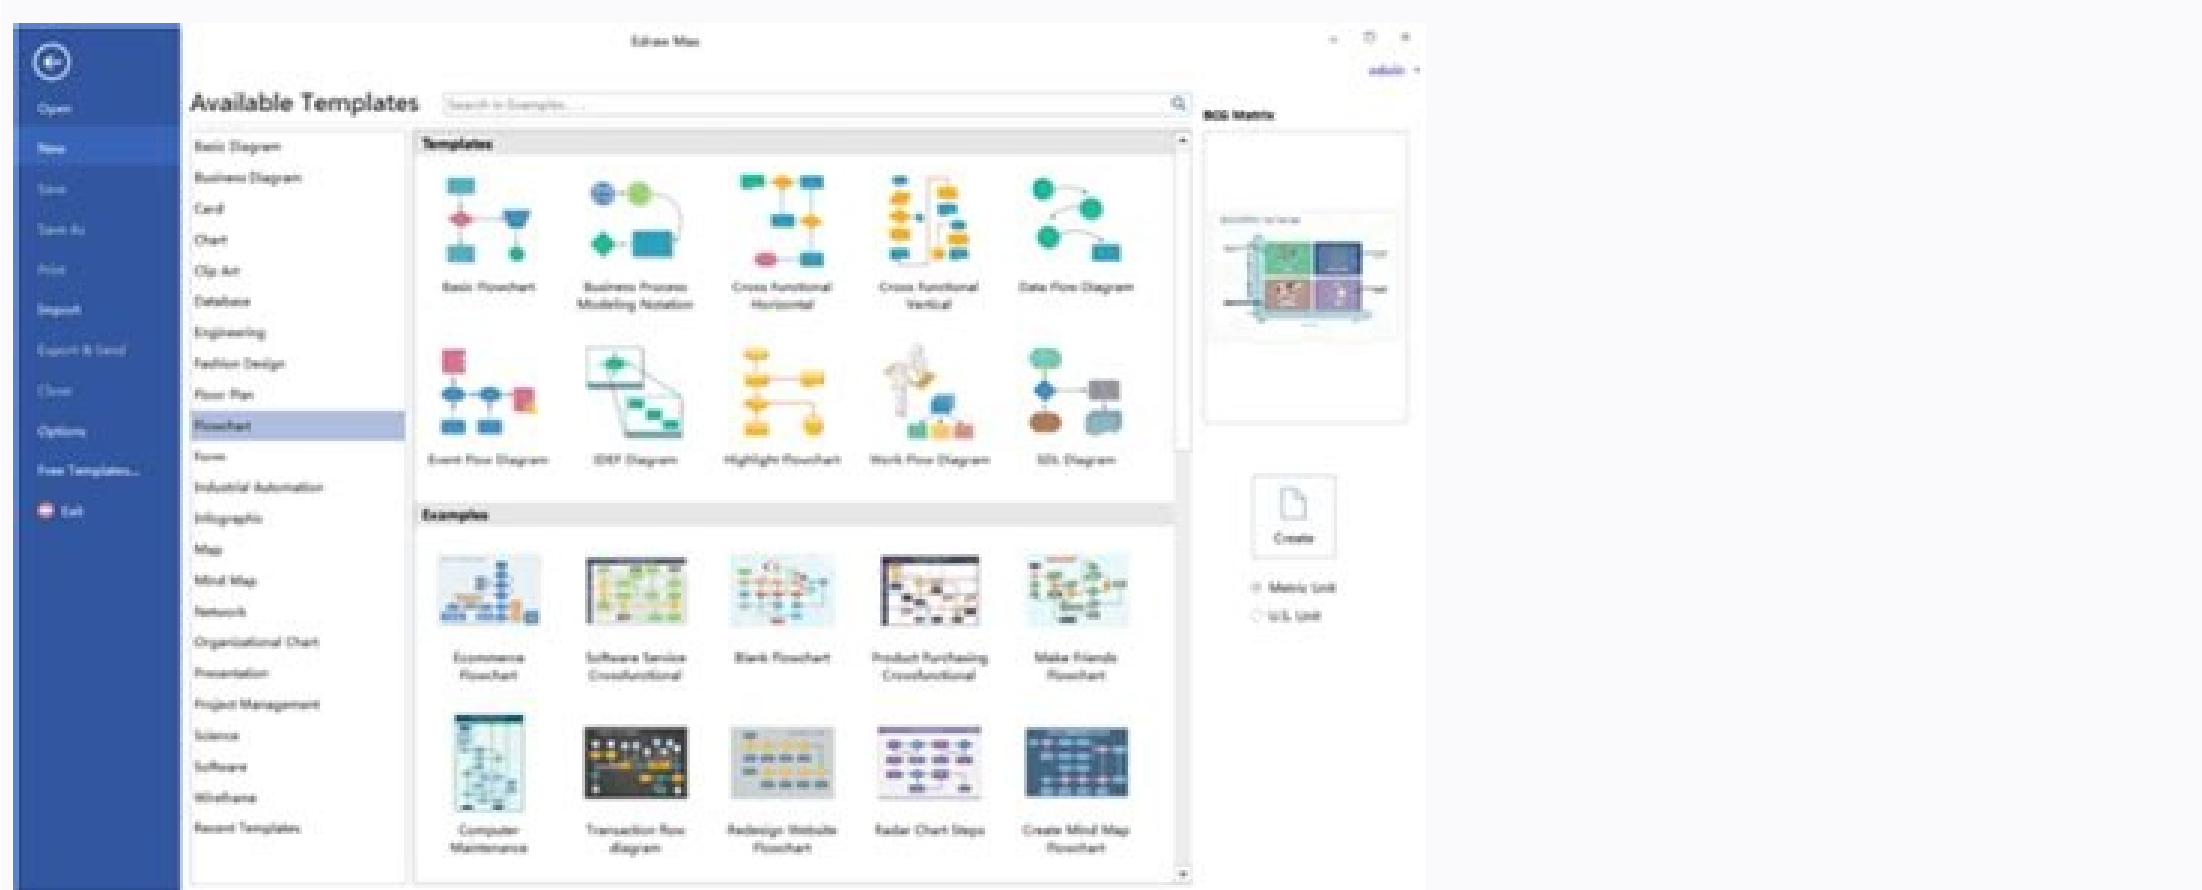 Edraw Max
edwin
Open
New
Save
Save As
Print
Import
Export & Send
Close
Options
Free Templates...
Exit
Available Templates
Search in Examples...
Basic Diagram
Business Diagram
Card
Chart
Clip Art
Database
Engineering
Fashion Design
Floor Plan
Flowchart
Form
Industrial Automation
Infographic
Map
Mind Map
Network
Organizational Chart
Presentation
Project Management
Science
Software
Wireframe
Recent Templates
Templates
Basic Flowchart
Business Process
Modeling Notation
Cross Functional
Horizontal
Cross Functional
Vertical
Data Flow Diagram
Event Flow Diagram
IDEF Diagram
Highlight Flowchart
Work Flow Diagram
SDL Diagram
Examples
Ecommerce
Flowchart
Software Service
Crossfunctional
Blank Flowchart
Product Purchasing
Crossfunctional
Make Friends
Flowchart
Computer
Maintenance
Transaction flow
diagram
Redesign Website
Flowchart
Radar Chart Steps
Create Mind Map
Flowchart
BCG Matrix
Create
Metric Unit
U.S. Unit